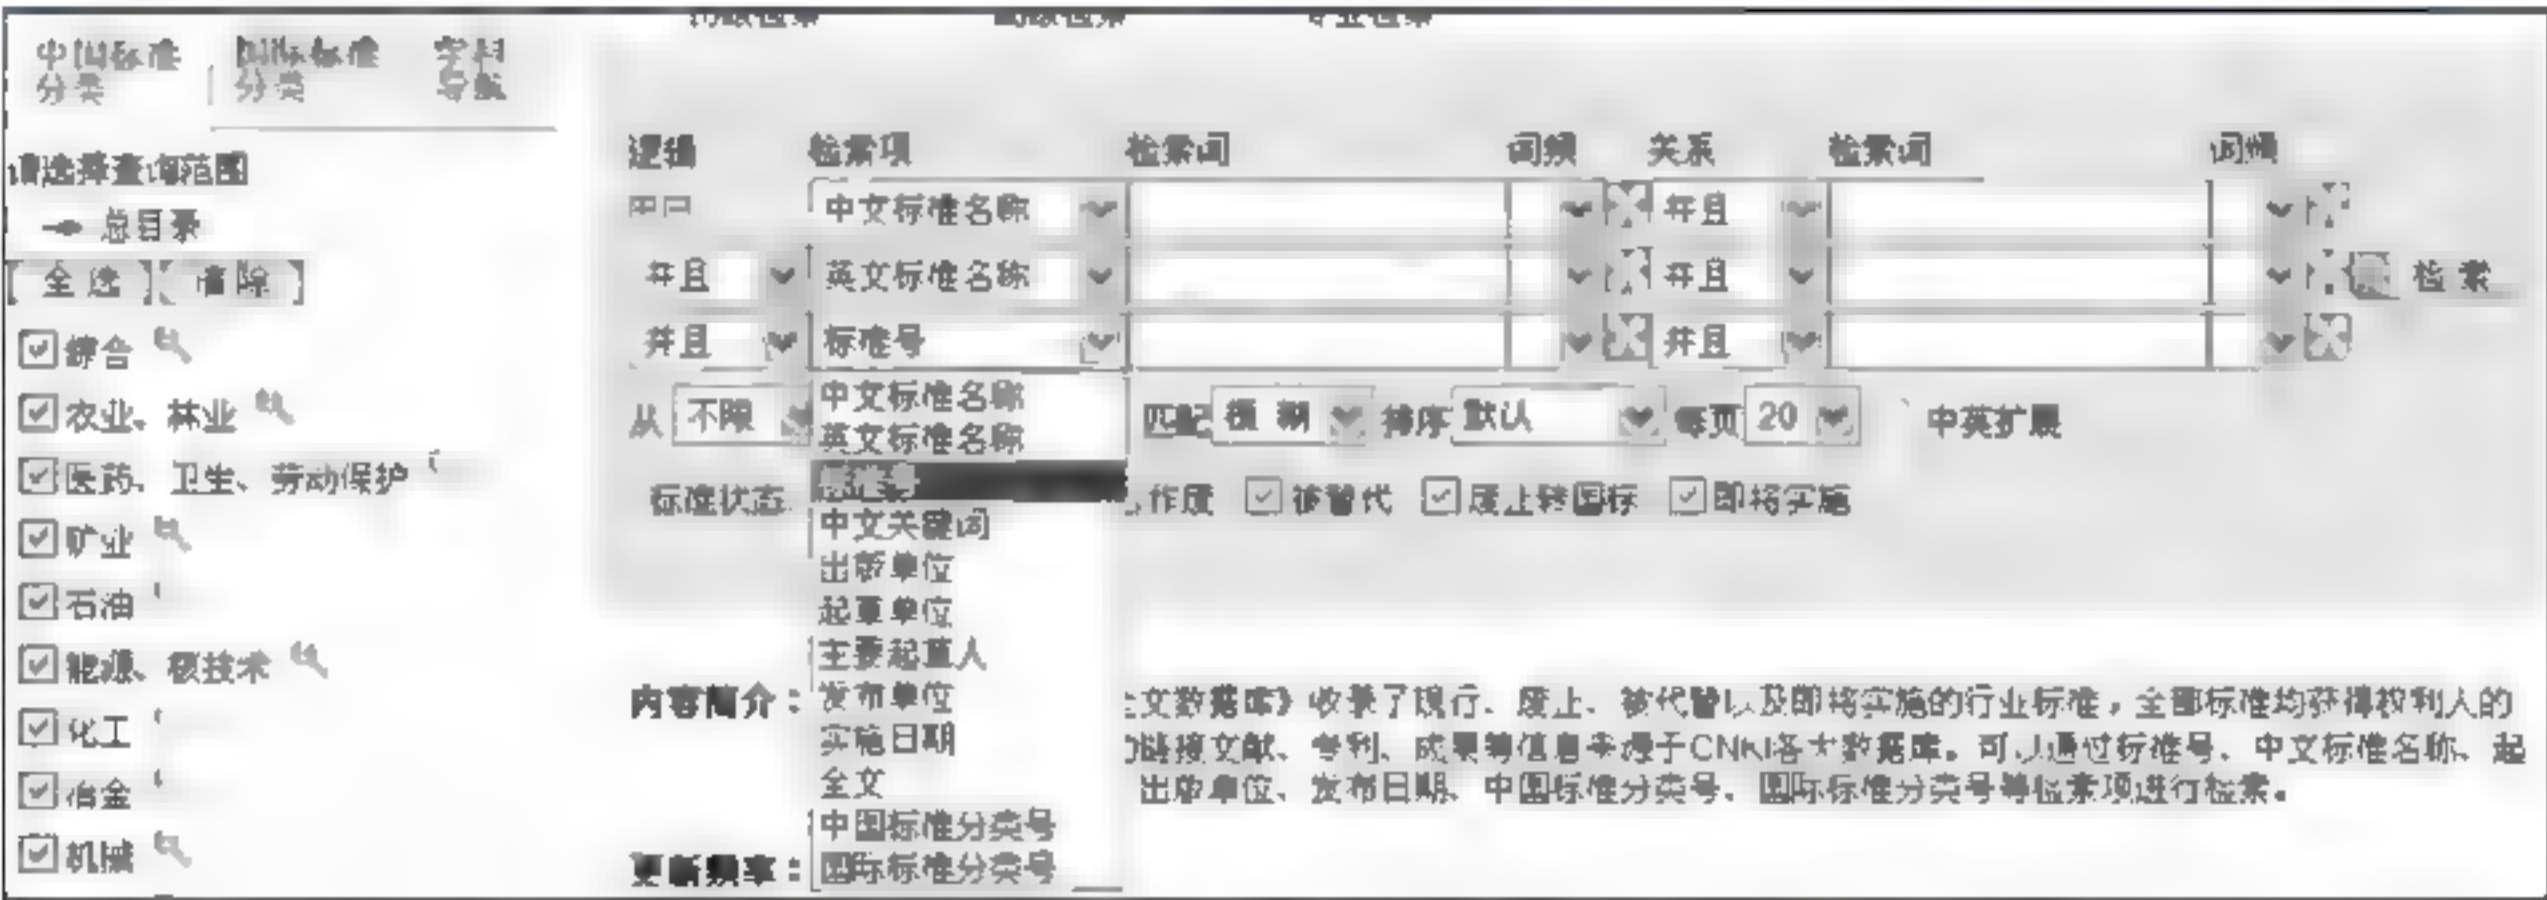 初级检索 高级检索 专业检索
中国标准分类 国际标准分类 学科导航
请选择查询范围
总目录
全选 清除
综合
农业、林业
医药、卫生、劳动保护
矿业
石油
能源、核技术
化工
冶金
机械
逻辑 检索项 检索词 词频 关系 检索词 词频
中文标准名称 并且
并且 英文标准名称 并且 检索
并且 标准号 并且
从 不限 匹配 模糊 排序 默认 每页 20 中英扩展
标准状态 作废 被替代 废止转国标 即将实施
中文标准名称
英文标准名称
标准号
中文关键词
出版单位
起草单位
主要起草人
发布单位
实施日期
全文
中国标准分类号
国际标准分类号
内容简介：
全文数据库》收录了现行、废止、被代替以及即将实施的行业标准，全部标准均获得权利人的
的链接文献、专利、成果等信息来源于CNKI各大数据库。可以通过标准号、中文标准名称、起
出版单位、发布日期、中国标准分类号、国际标准分类号等检索项进行检索。
更新频率：